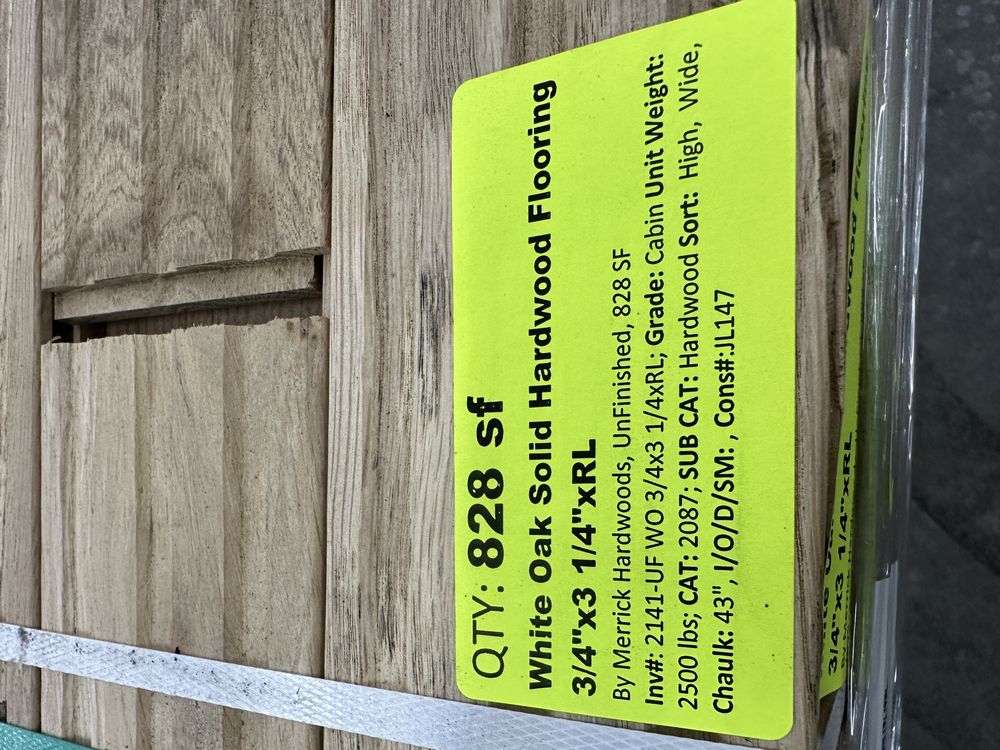 QTY: 828 sf
White Oak Solid Hardwood Flooring
3/4"x3 1/4"xRL
By Merrick Hardwoods, UnFinished, 828 SF
Inv#: 2141-UF WO 3/4x3 1/4xRL; Grade: Cabin Unit Weight:
2500 lbs; CAT: 2087; SUB CAT: Hardwood Sort: High, Wide,
Chaulk: 43", I/O/D/SM: , Cons#:JL147
3/4"x3 1/4"xRL